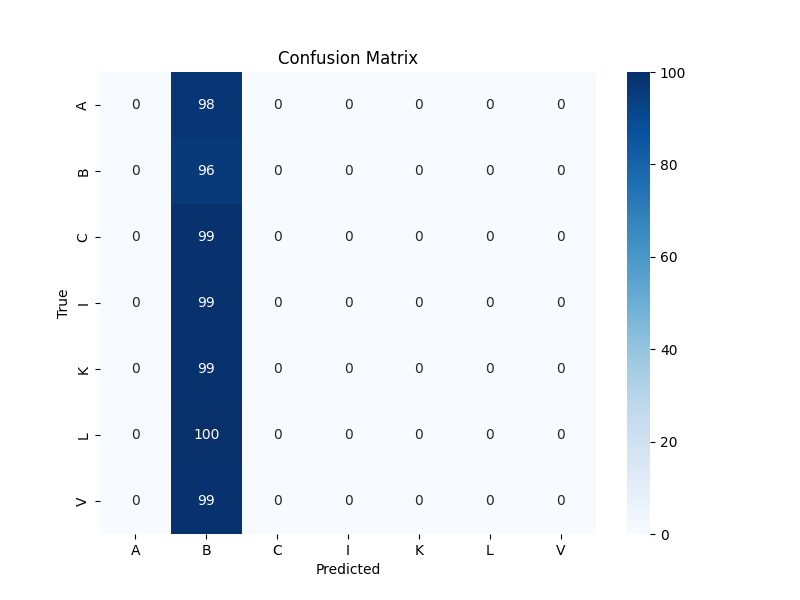 Confusion Matrix
A 0 98 0 0 0 0 0
B 0 96 0 0 0 0 0
C 0 99 0 0 0 0 0
I 0 99 0 0 0 0 0
K 0 99 0 0 0 0 0
L 0 100 0 0 0 0 0
V 0 99 0 0 0 0 0
A B C I K L V
Predicted
True
100
80
60
40
20
0